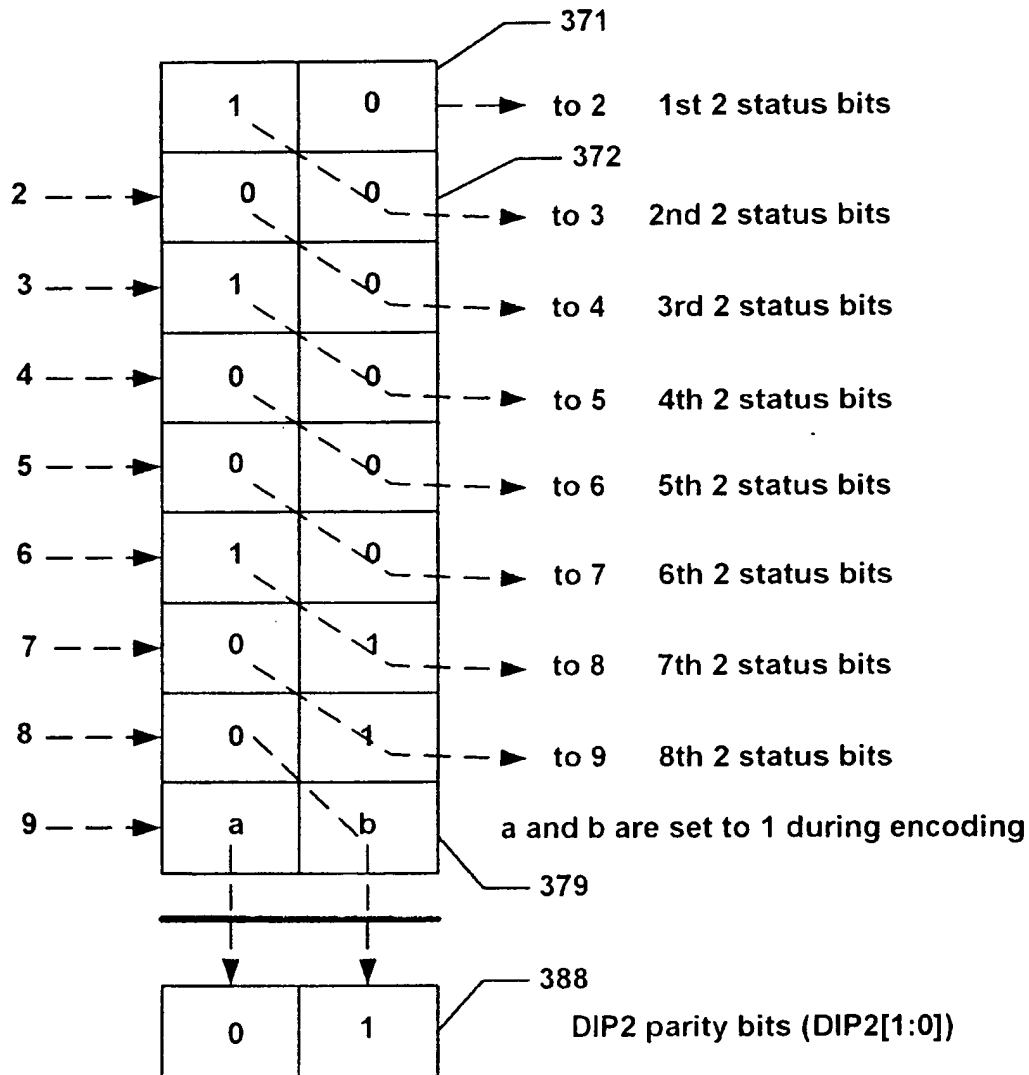 371
1 0 to 2 1st 2 status bits
372
2 0 0 to 3 2nd 2 status bits
3 1 0 to 4 3rd 2 status bits
4 0 0 to 5 4th 2 status bits
5 0 0 to 6 5th 2 status bits
6 1 0 to 7 6th 2 status bits
7 0 1 to 8 7th 2 status bits
8 0 1 to 9 8th 2 status bits
9 a b a and b are set to 1 during encoding
379
388
0 1 DIP2 parity bits (DIP2[1:0])